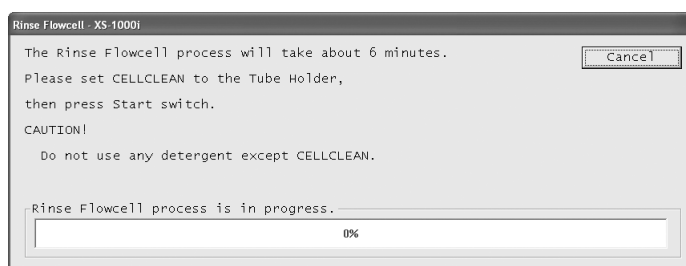 Rinse Flowcell - XS-1000i
The Rinse Flowcell process will take about 6 minutes.
Cancel
Please set CELLCLEAN to the Tube Holder,
then press Start switch.
CAUTION!
Do not use any detergent except CELLCLEAN.
Rinse Flowcell process is in progress.
0%